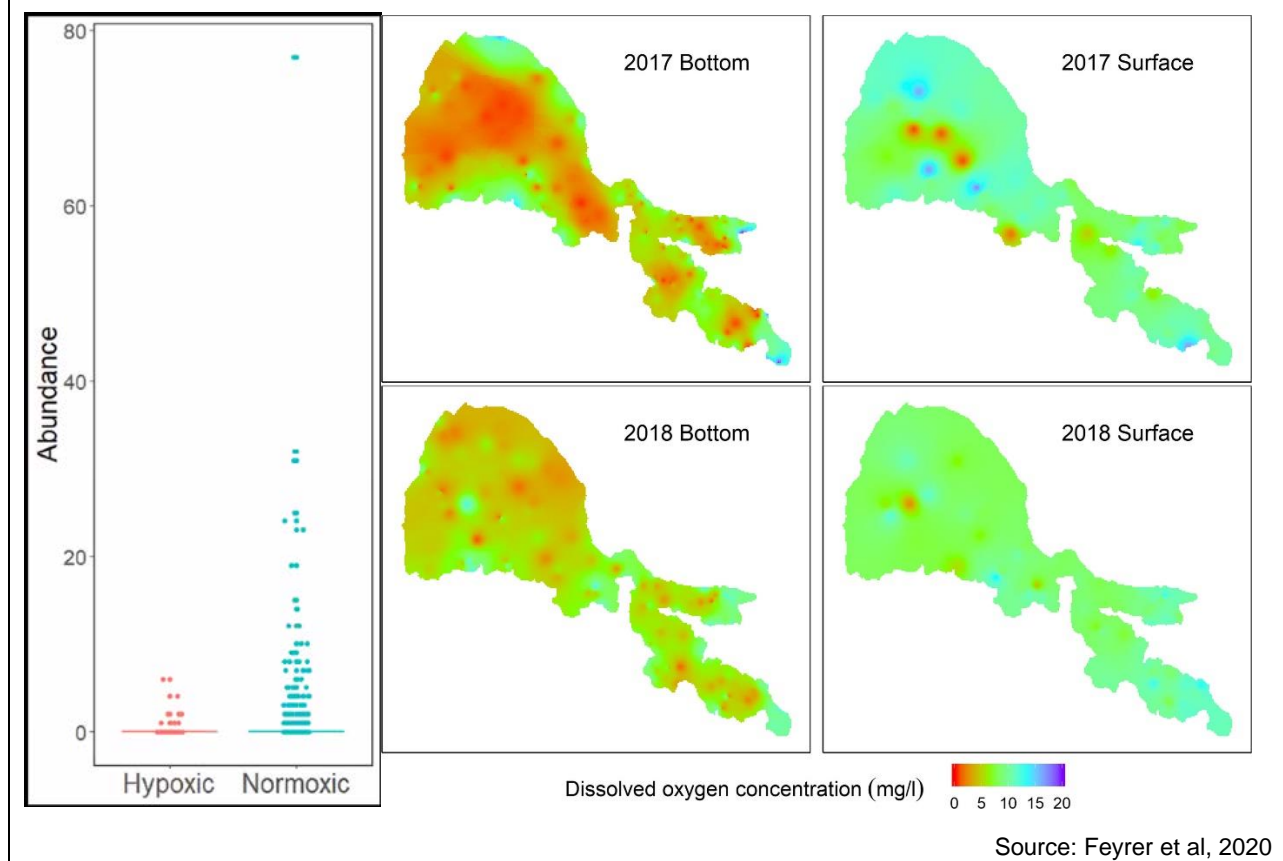 80
60
40
20
0
Abundance
Hypoxic Normoxic
2017 Bottom
2017 Surface
2018 Bottom
2018 Surface
Dissolved oxygen concentration (mg/l)
0 5 10 15 20
Source: Feyrer et al, 2020